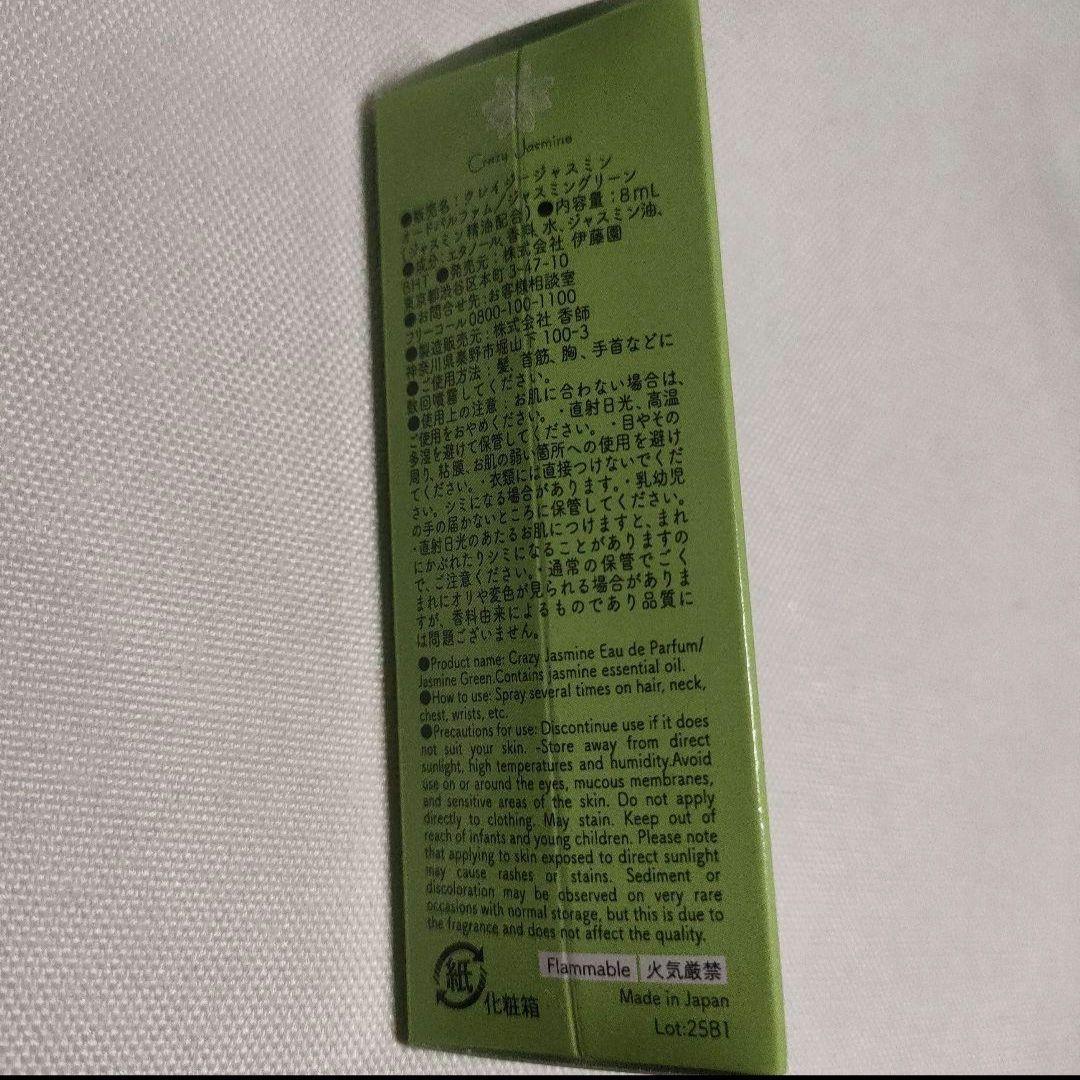 Crazy Jasmine
●販売名：クレイジージャスミン
オードパルファム/ジャスミングリーン
(ジャスミン精油配合) ●内容量：8mL
●成分：エタノール、香料、水、ジャスミン油、
BHT ●発売元：株式会社 伊藤園
東京都渋谷区本町3-47-10
●お問合せ先：お客様相談室
フリーコール0800-100-1100
●製造販売元：株式会社 香師
神奈川県秦野市堀山下100-3
●ご使用方法：髪、首筋、胸、手首などに
数回噴霧してください。
●使用上の注意・お肌に合わない場合は、
ご使用をおやめください。・直射日光、高温
多湿を避けて保管してください。・目やその
周り、粘膜、お肌の弱い箇所への使用を避け
てください。・衣類には直接つけないでくだ
さい。シミになる場合があります。・乳幼児
の手の届かないところに保管してください。
・直射日光のあたるお肌につけますと、まれ
にかぶれたりシミになることがありますの
で、ご注意ください。・通常の保管でごく
まれにオリや変色が見られる場合がありま
すが、香料由来によるものであり品質に
は問題ございません。
●Product name: Crazy Jasmine Eau de Parfum/
Jasmine Green.Contains jasmine essential oil.
●How to use: Spray several times on hair, neck,
chest, wrists, etc.
●Precautions for use: Discontinue use if it does
not suit your skin. -Store away from direct
sunlight, high temperatures and humidity.Avoid
use on or around the eyes, mucous membranes,
and sensitive areas of the skin. Do not apply
directly to clothing. May stain. Keep out of
reach of infants and young children. Please note
that applying to skin exposed to direct sunlight
may cause rashes or stains. Sediment or
discoloration may be observed on very rare
occasions with normal storage, but this is due to
the fragrance and does not affect the quality.
紙
化粧箱
Flammable 火気厳禁
Made in Japan
Lot:25B1